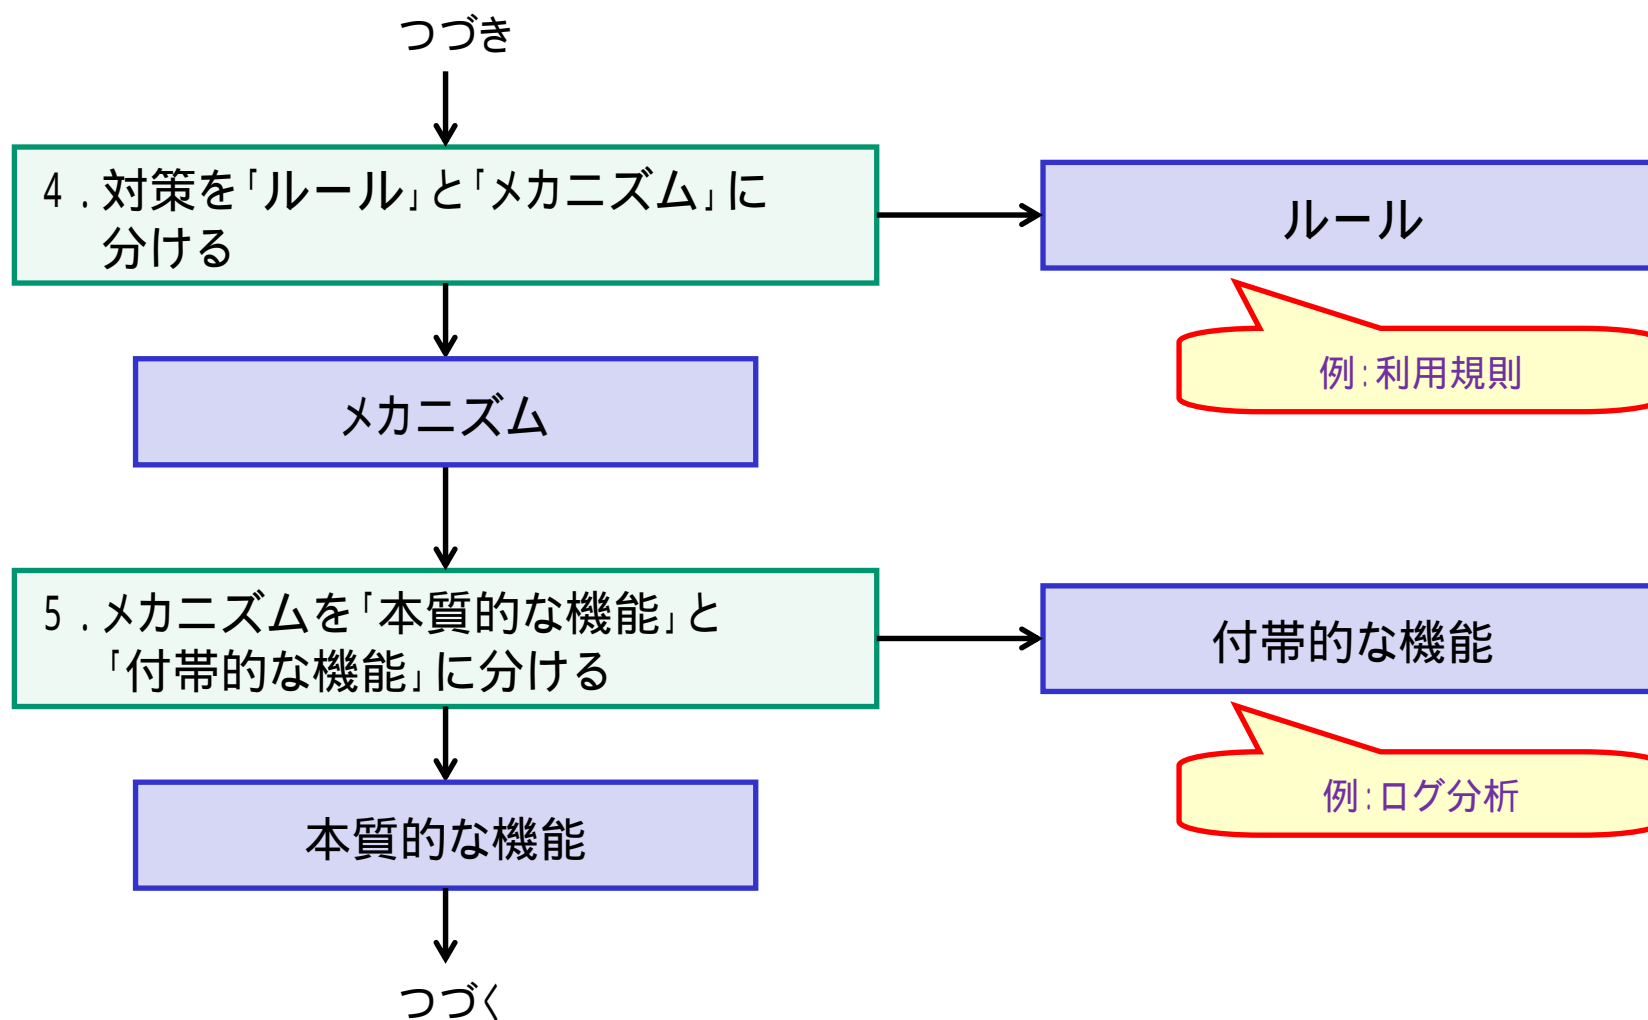 つづき
４．対策を「ルール」と「メカニズム」に
分ける
ルール
例：利用規則
メカニズム
５．メカニズムを「本質的な機能」と
「付帯的な機能」に分ける
付帯的な機能
例：ログ分析
本質的な機能
つづく